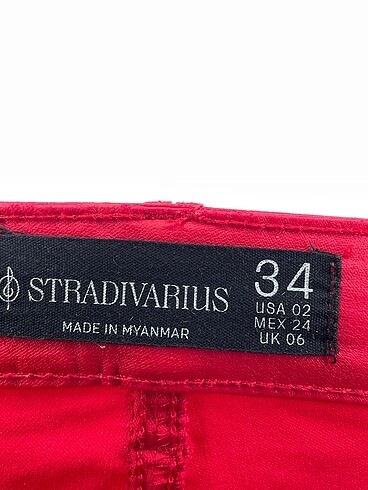 STRADIVARIUS
MADE IN MYANMAR
34
USA 02
MEX 24
UK 06